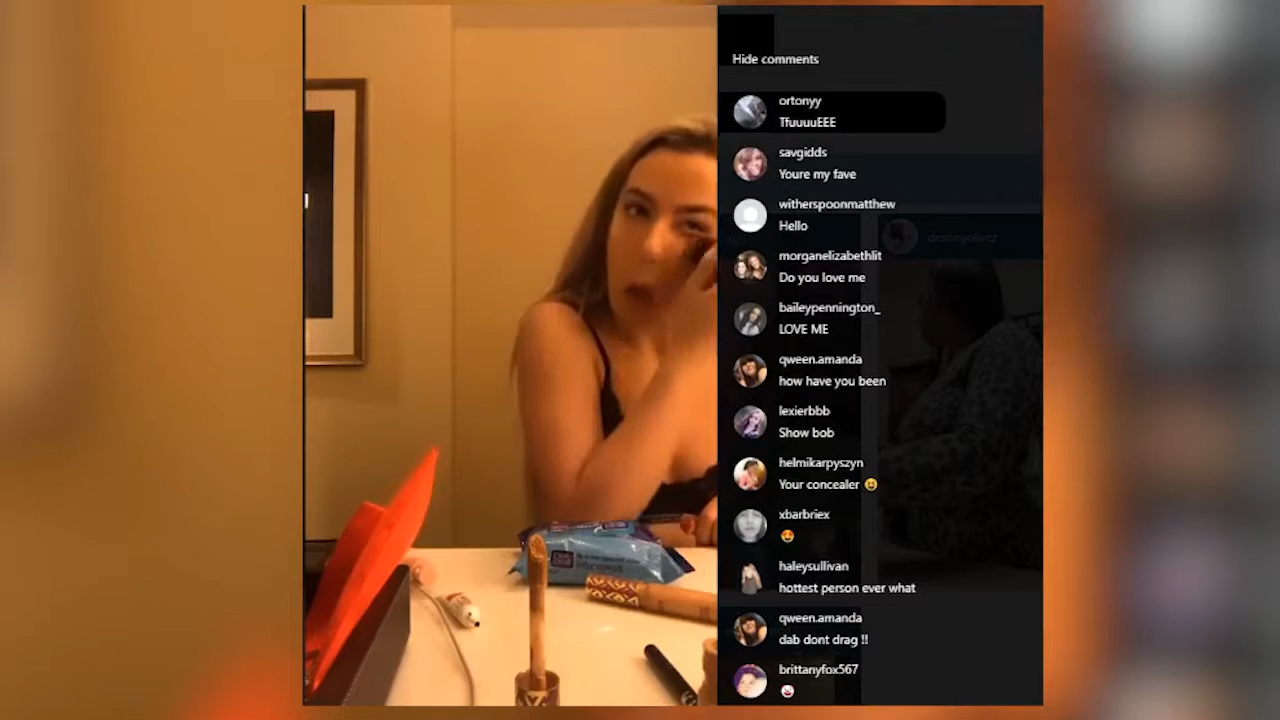 Hide comments
ortonyy
TfuuuuEEE
savgidds
Youre my fave
witherspoonmatthew
Hello
destinyoliver
morganelizabethlit
Do you love me
baileypennington_
LOVE ME
qween.amanda
how have you been
lexierbbb
Show bob
helmikarpyszyn
Your concealer 😆
xbarbriex
🤩
haleysullivan
hottest person ever what
qween.amanda
dab dont drag !!
brittanyfox567
🤡